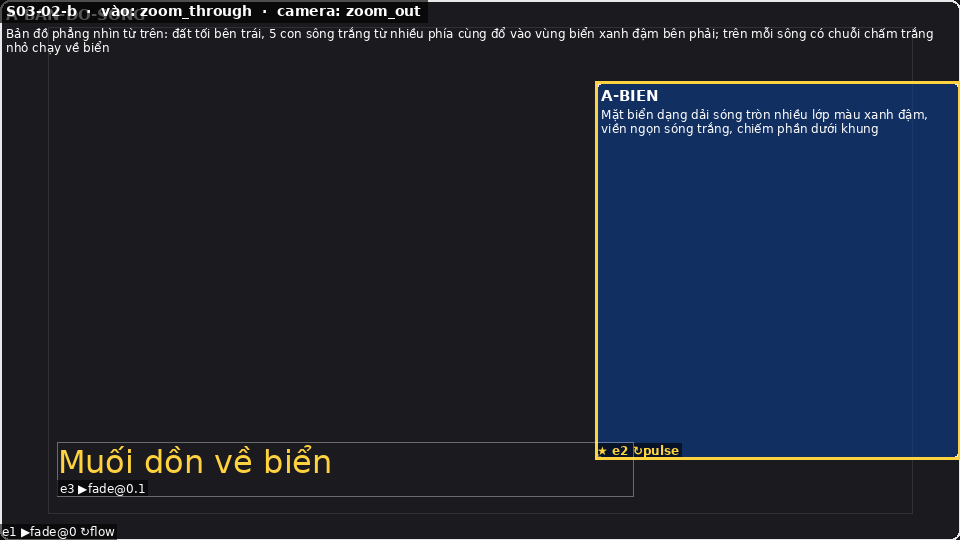 A-BAN-DO-SONG
S03-02-b · vào: zoom_through · camera: zoom_out
Bản đồ phẳng nhìn từ trên: đất tối bên trái, 5 con sông trắng từ nhiều phía cùng đổ vào vùng biển xanh đậm bên phải; trên mỗi sông có chuỗi chấm trắng
nhỏ chạy về biển
A-BIEN
Mặt biển dạng dải sóng tròn nhiều lớp màu xanh đậm,
viền ngọn sóng trắng, chiếm phần dưới khung
★ e2 ↻pulse
Muối dồn về biển
e3 ▶fade@0.1
e1 ▶fade@0 ↻flow